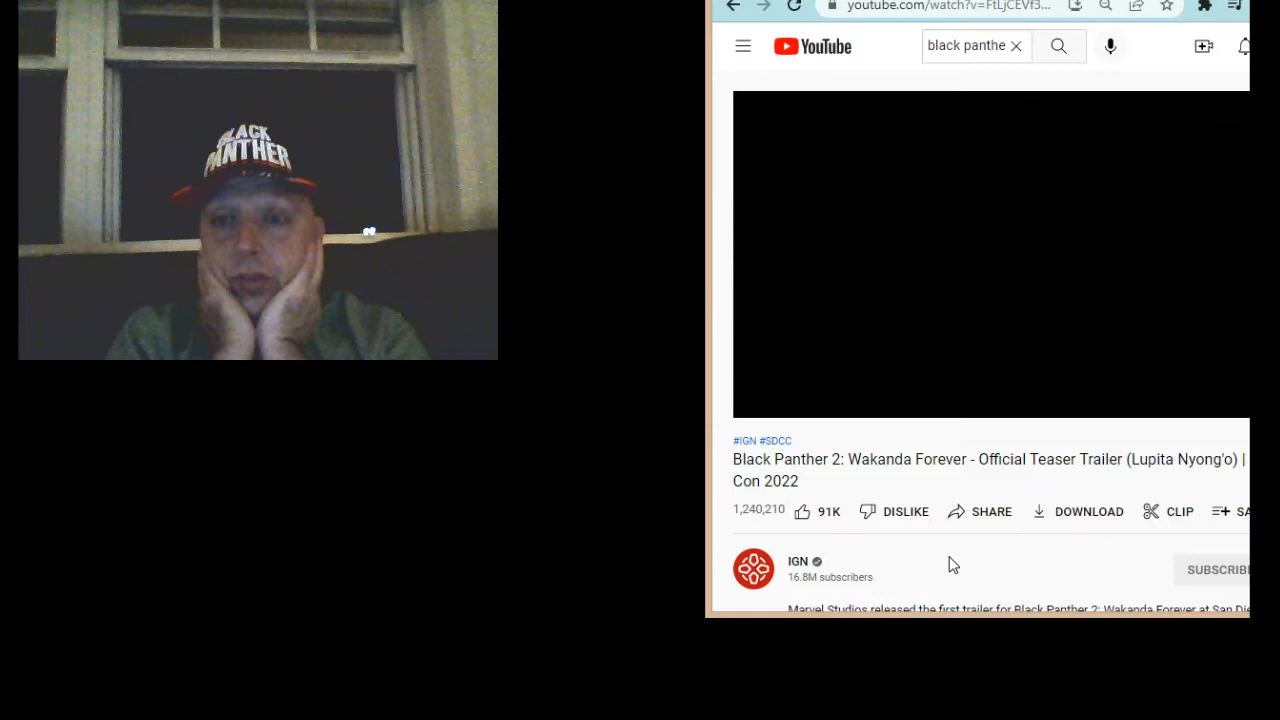 BLACK
PANTHER
youtube.com/watch?v=FtLjCEVf3...
YouTube
black panthe
#IGN #SDCC
Black Panther 2: Wakanda Forever - Official Teaser Trailer (Lupita Nyong'o) |
Con 2022
1,240,210 91K DISLIKE SHARE DOWNLOAD CLIP SA
IGN
16.8M subscribers
SUBSCRIBE
Marvel Studios released the first trailer for Black Panther 2: Wakanda Forever at San Die